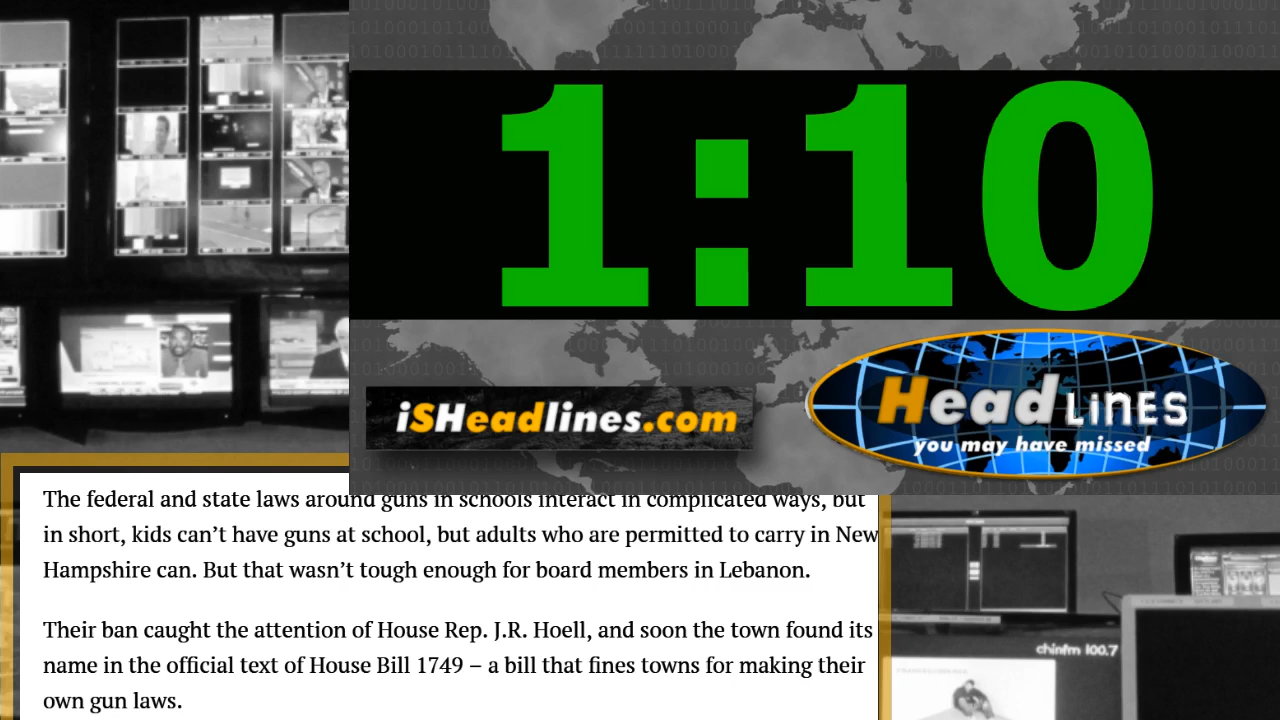 1:10
iSHeadlines.com
HeadLINES
you may have missed
The federal and state laws around guns in schools interact in complicated ways, but
in short, kids can’t have guns at school, but adults who are permitted to carry in New
Hampshire can. But that wasn’t tough enough for board members in Lebanon.
Their ban caught the attention of House Rep. J.R. Hoell, and soon the town found its
name in the official text of House Bill 1749 – a bill that fines towns for making their
own gun laws.
chinfm 100.7